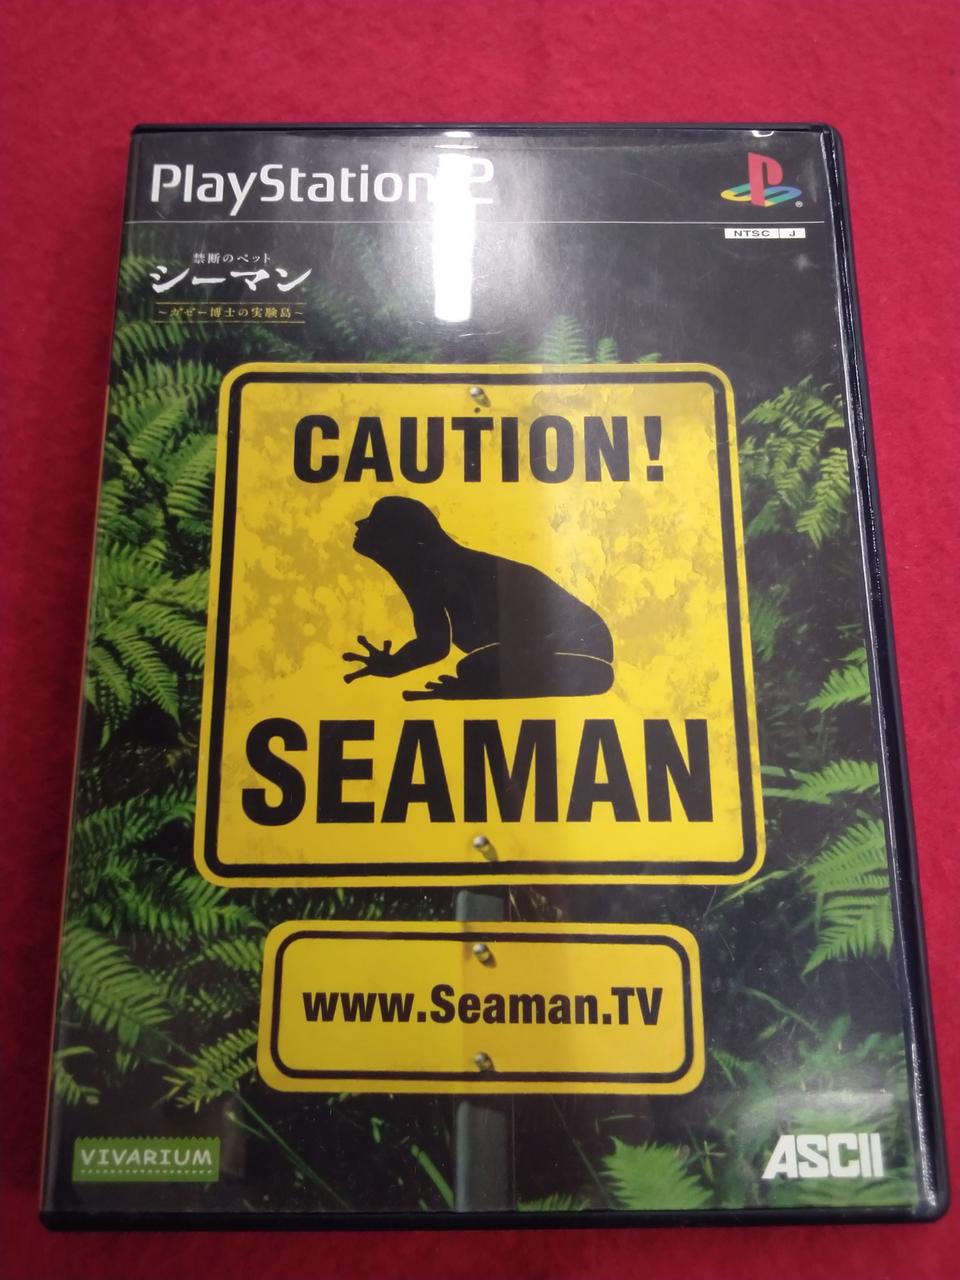 PlayStation 2
NTSC J
禁断のペット
シーマン
~ガゼー博士の実験島~
CAUTION!
SEAMAN
www.Seaman.TV
VIVARIUM
ASCII